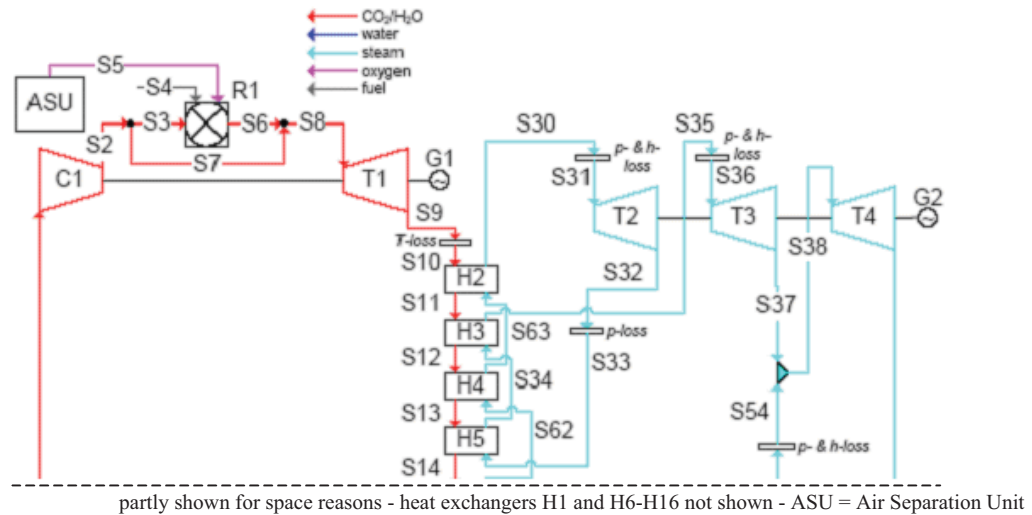 CO₂/H₂O
water
steam
oxygen
fuel
S5
-S4
R1
ASU
S3
S6
S8
S2
S7
C1
T1
G1
S9
T-loss
S10
H2
S11
H3
S12
H4
S13
H5
S14
S30
p- & h-
loss
S31
T2
S32
p-loss
S33
S63
S34
S62
S35
p- & h-
loss
S36
T3
S38
T4
G2
S37
S54
p- & h-loss
partly shown for space reasons - heat exchangers H1 and H6-H16 not shown - ASU = Air Separation Unit